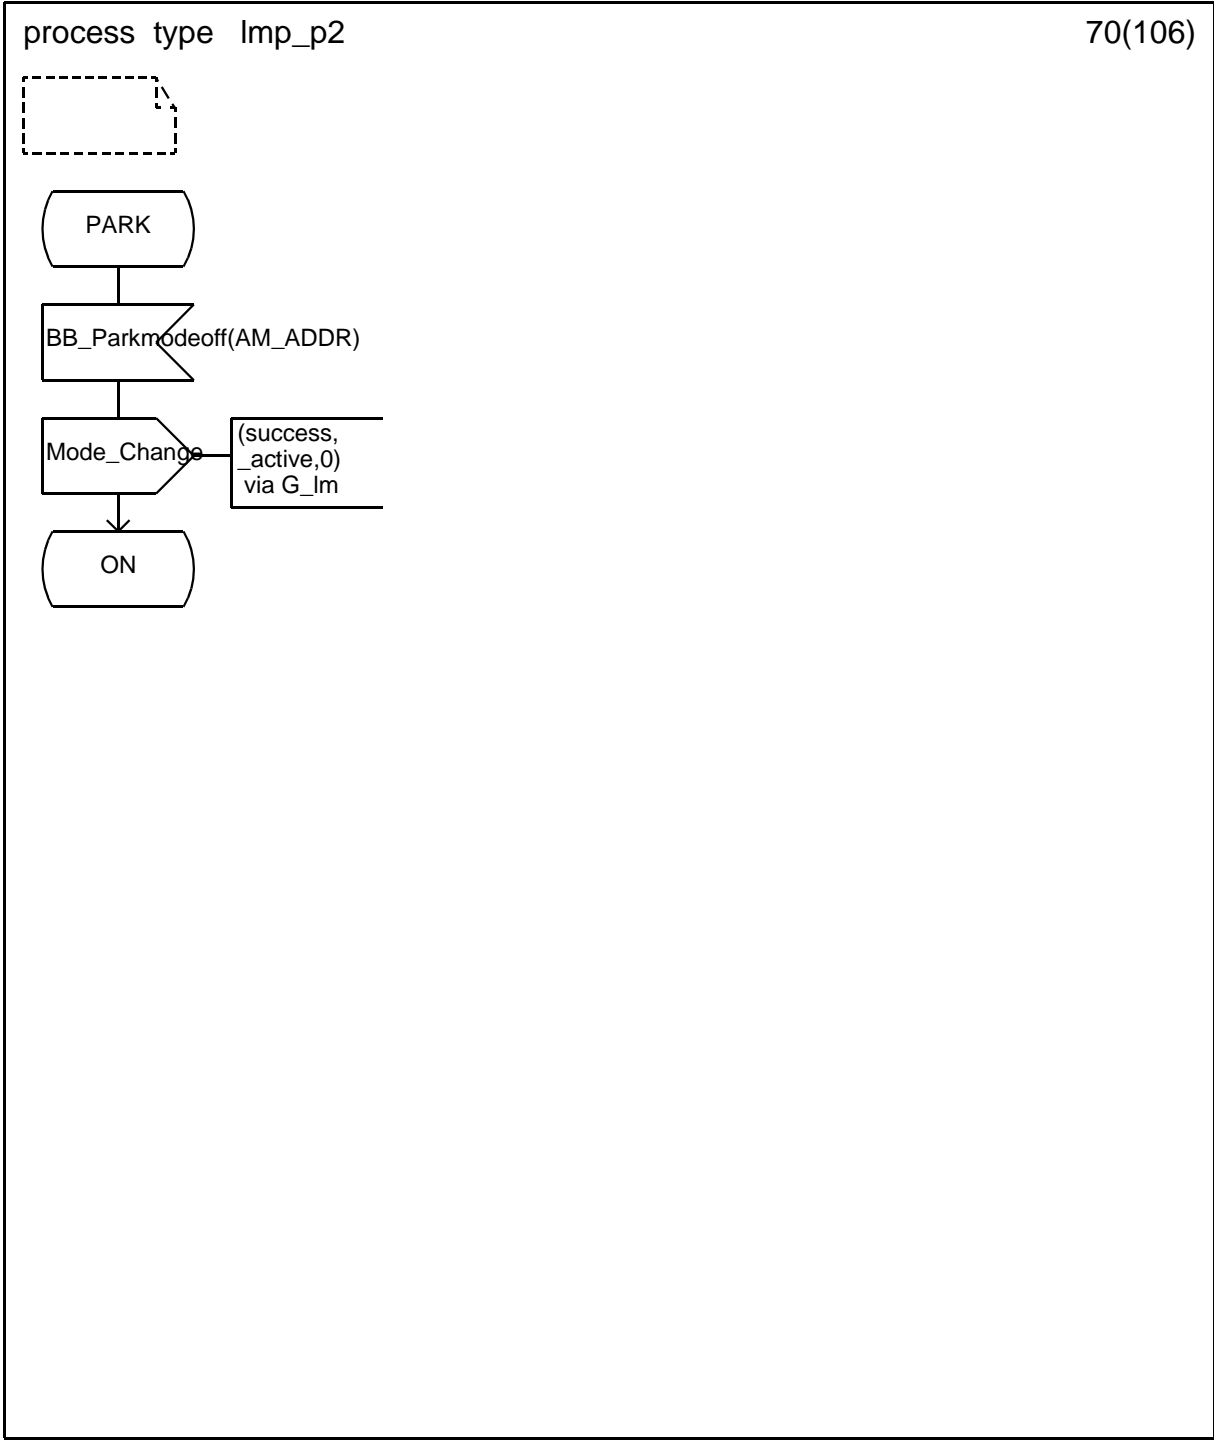 process type lmp_p2
70(106)
PARK
BB_Parkmodeoff(AM_ADDR)
Mode_Change
(success,
_active,0)
via G_lm
ON